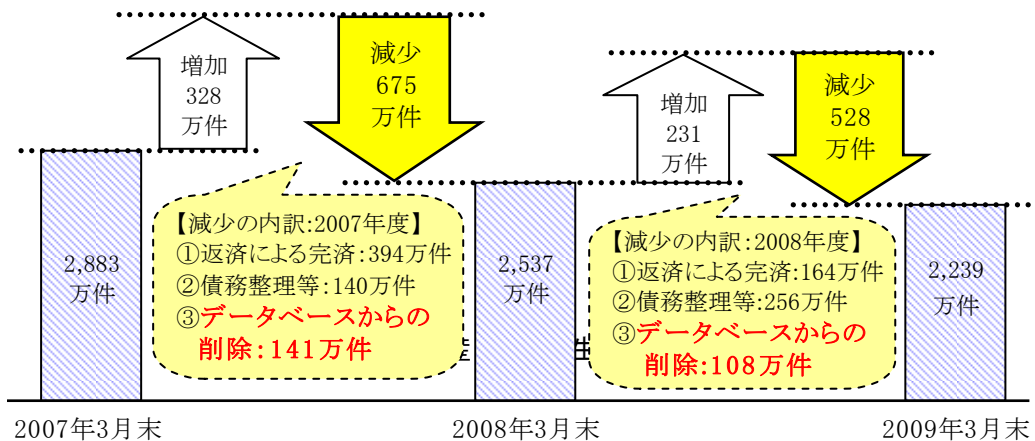 増加
328
万件
減少
675
万件
増加
231
万件
減少
528
万件
2,883
万件
【減少の内訳:2007年度】
①返済による完済:394万件
②債務整理等:140万件
③データベースからの
削除:141万件
2,537
万件
【減少の内訳:2008年度】
①返済による完済:164万件
②債務整理等:256万件
③データベースからの
削除:108万件
2,239
万件
2007年3月末
2008年3月末
2009年3月末